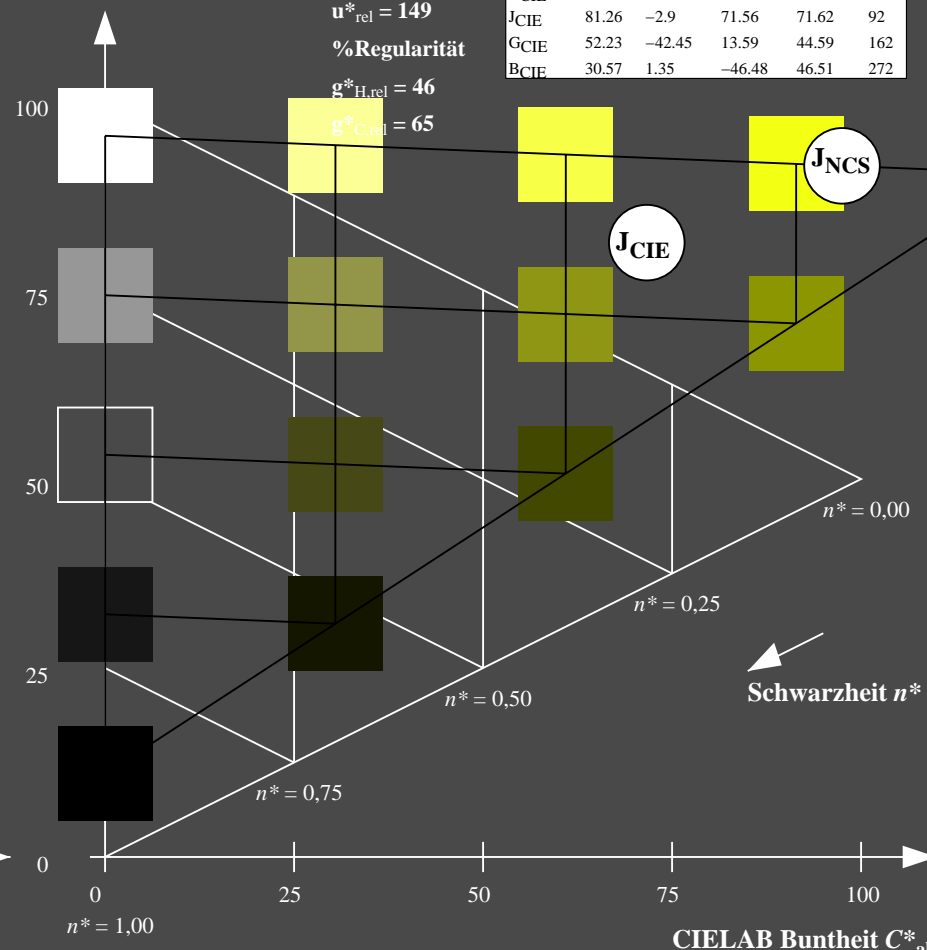 u*rel = 149
%Regularität
g*H,rel = 46
g*C,rel = 65
JCIE 81.26 −2.9 71.56 71.62 92
GCIE 52.23 −42.45 13.59 44.59 162
BCIE 30.57 1.35 −46.48 46.51 272
100
JNCS
JCIE
75
50
n* = 0,00
n* = 0,25
25
Schwarzheit n*
n* = 0,50
n* = 0,75
0
0 25 50 75 100
n* = 1,00
CIELAB Buntheit C*a